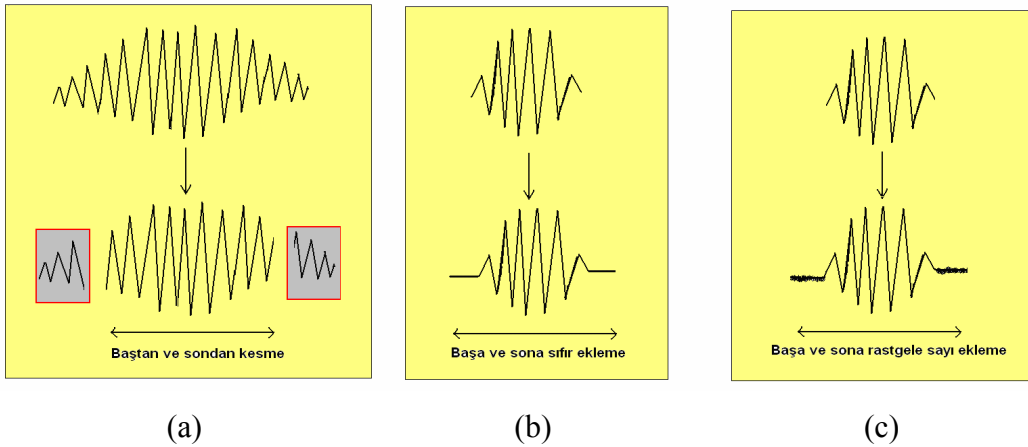 Baştan ve sondan kesme
Başa ve sona sıfır ekleme
Başa ve sona rastgele sayı ekleme
(a)
(b)
(c)